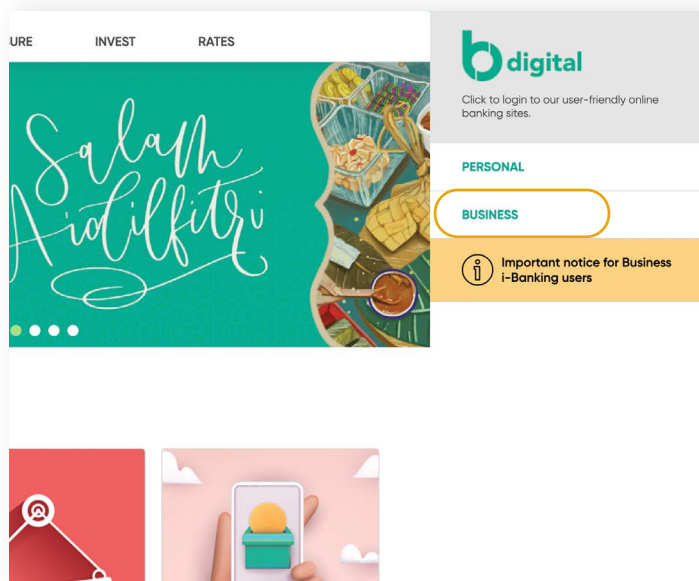 URE INVEST RATES
Salam
Aidilfitri
b digital
Click to login to our user-friendly online
banking sites.
PERSONAL
BUSINESS
Important notice for Business
i-Banking users